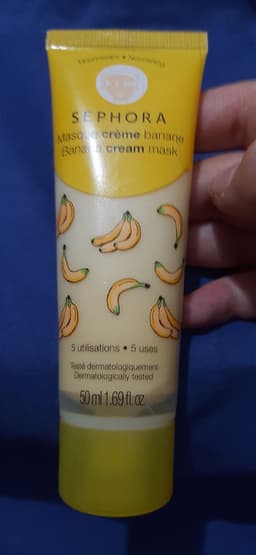 Nourrissant • Nourishing
SEPHORA
Masque crème banane
Banana cream mask
5 utilisations • 5 uses
Testé dermatologiquement
Dermatologically tested
50 ml 1.69 fl. oz